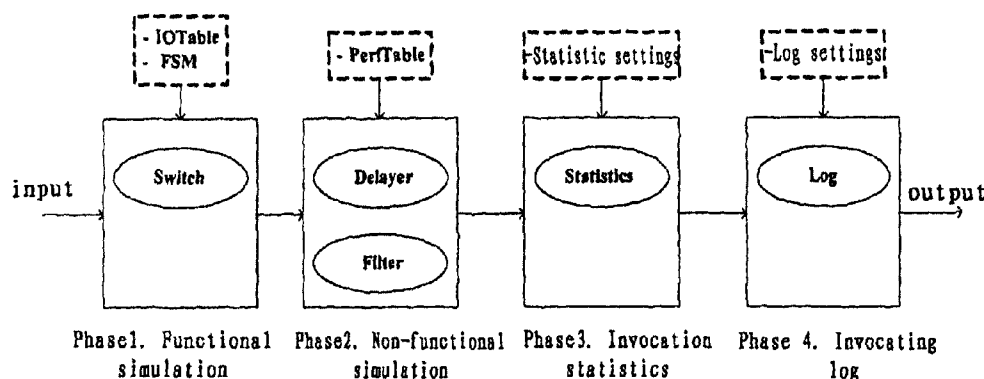 - IOTable
- FSM
- PerfTable
-Statistic settings
-Log settings
input
Switch
Delayer
Filter
Statistics
Log
output
Phase1. Functional
simulation
Phase2. Non-functional
simulation
Phase3. Invocation
statistics
Phase 4. Invocating
log